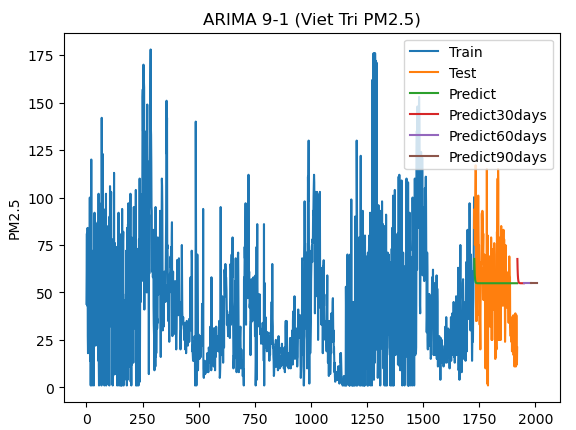 ARIMA 9-1 (Viet Tri PM2.5)
PM2.5
175
150
125
100
75
50
25
0
0
250
500
750
1000
1250
1500
1750
2000
Train
Test
Predict
Predict30days
Predict60days
Predict90days